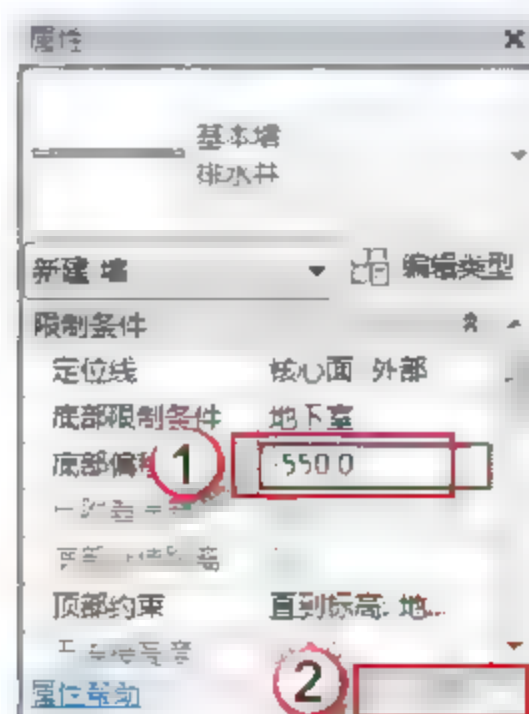 属性
基本墙
排水井
新建 墙
编辑类型
限制条件
定位线 核心面 外部
底部限制条件 地下室
底部偏移 -550 0
1
顶部约束 直到标高: 地...
2
属性帮助